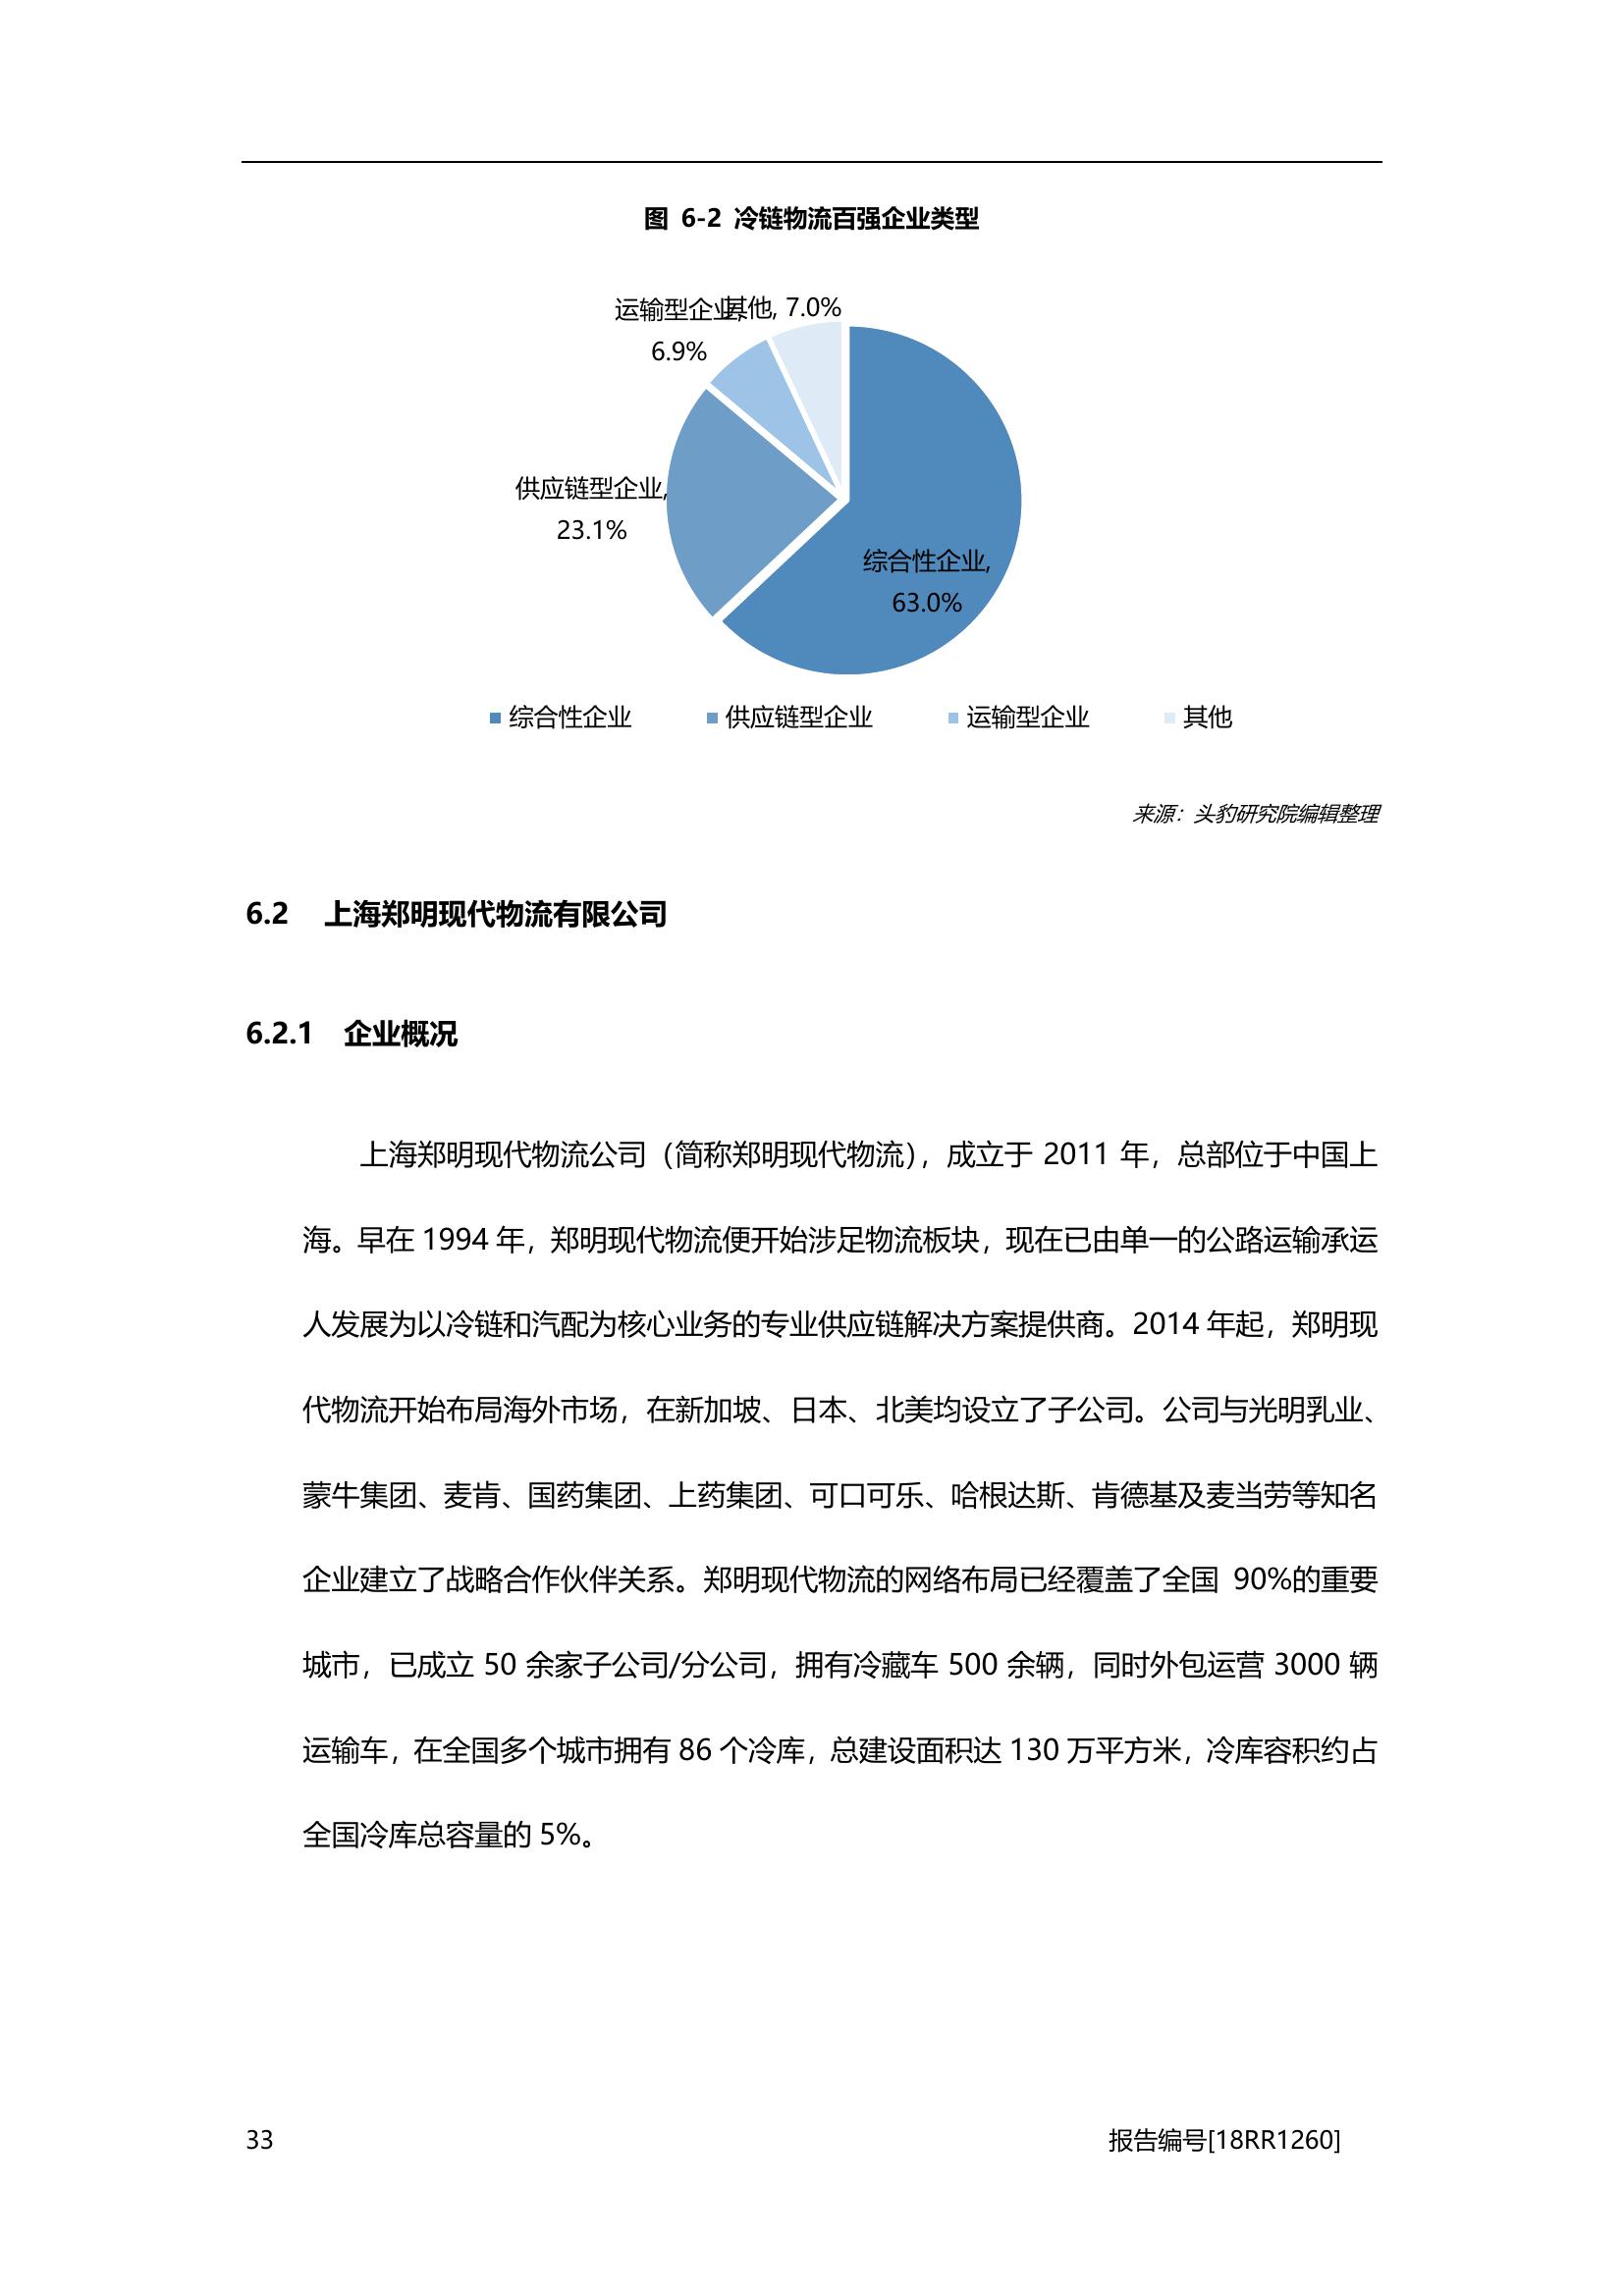 图 6-2 冷链物流百强企业类型
运输型企业,
6.9%
其他, 7.0%
供应链型企业,
23.1%
综合性企业,
63.0%
综合性企业 供应链型企业 运输型企业 其他
来源：头豹研究院编辑整理
6.2 上海郑明现代物流有限公司
6.2.1 企业概况
上海郑明现代物流公司（简称郑明现代物流），成立于 2011 年，总部位于中国上
海。早在 1994 年，郑明现代物流便开始涉足物流板块，现在已由单一的公路运输承运
人发展为以冷链和汽配为核心业务的专业供应链解决方案提供商。2014 年起，郑明现
代物流开始布局海外市场，在新加坡、日本、北美均设立了子公司。公司与光明乳业、
蒙牛集团、麦肯、国药集团、上药集团、可口可乐、哈根达斯、肯德基及麦当劳等知名
企业建立了战略合作伙伴关系。郑明现代物流的网络布局已经覆盖了全国 90%的重要
城市，已成立 50 余家子公司/分公司，拥有冷藏车 500 余辆，同时外包运营 3000 辆
运输车，在全国多个城市拥有 86 个冷库，总建设面积达 130 万平方米，冷库容积约占
全国冷库总容量的 5%。
33 报告编号[18RR1260]